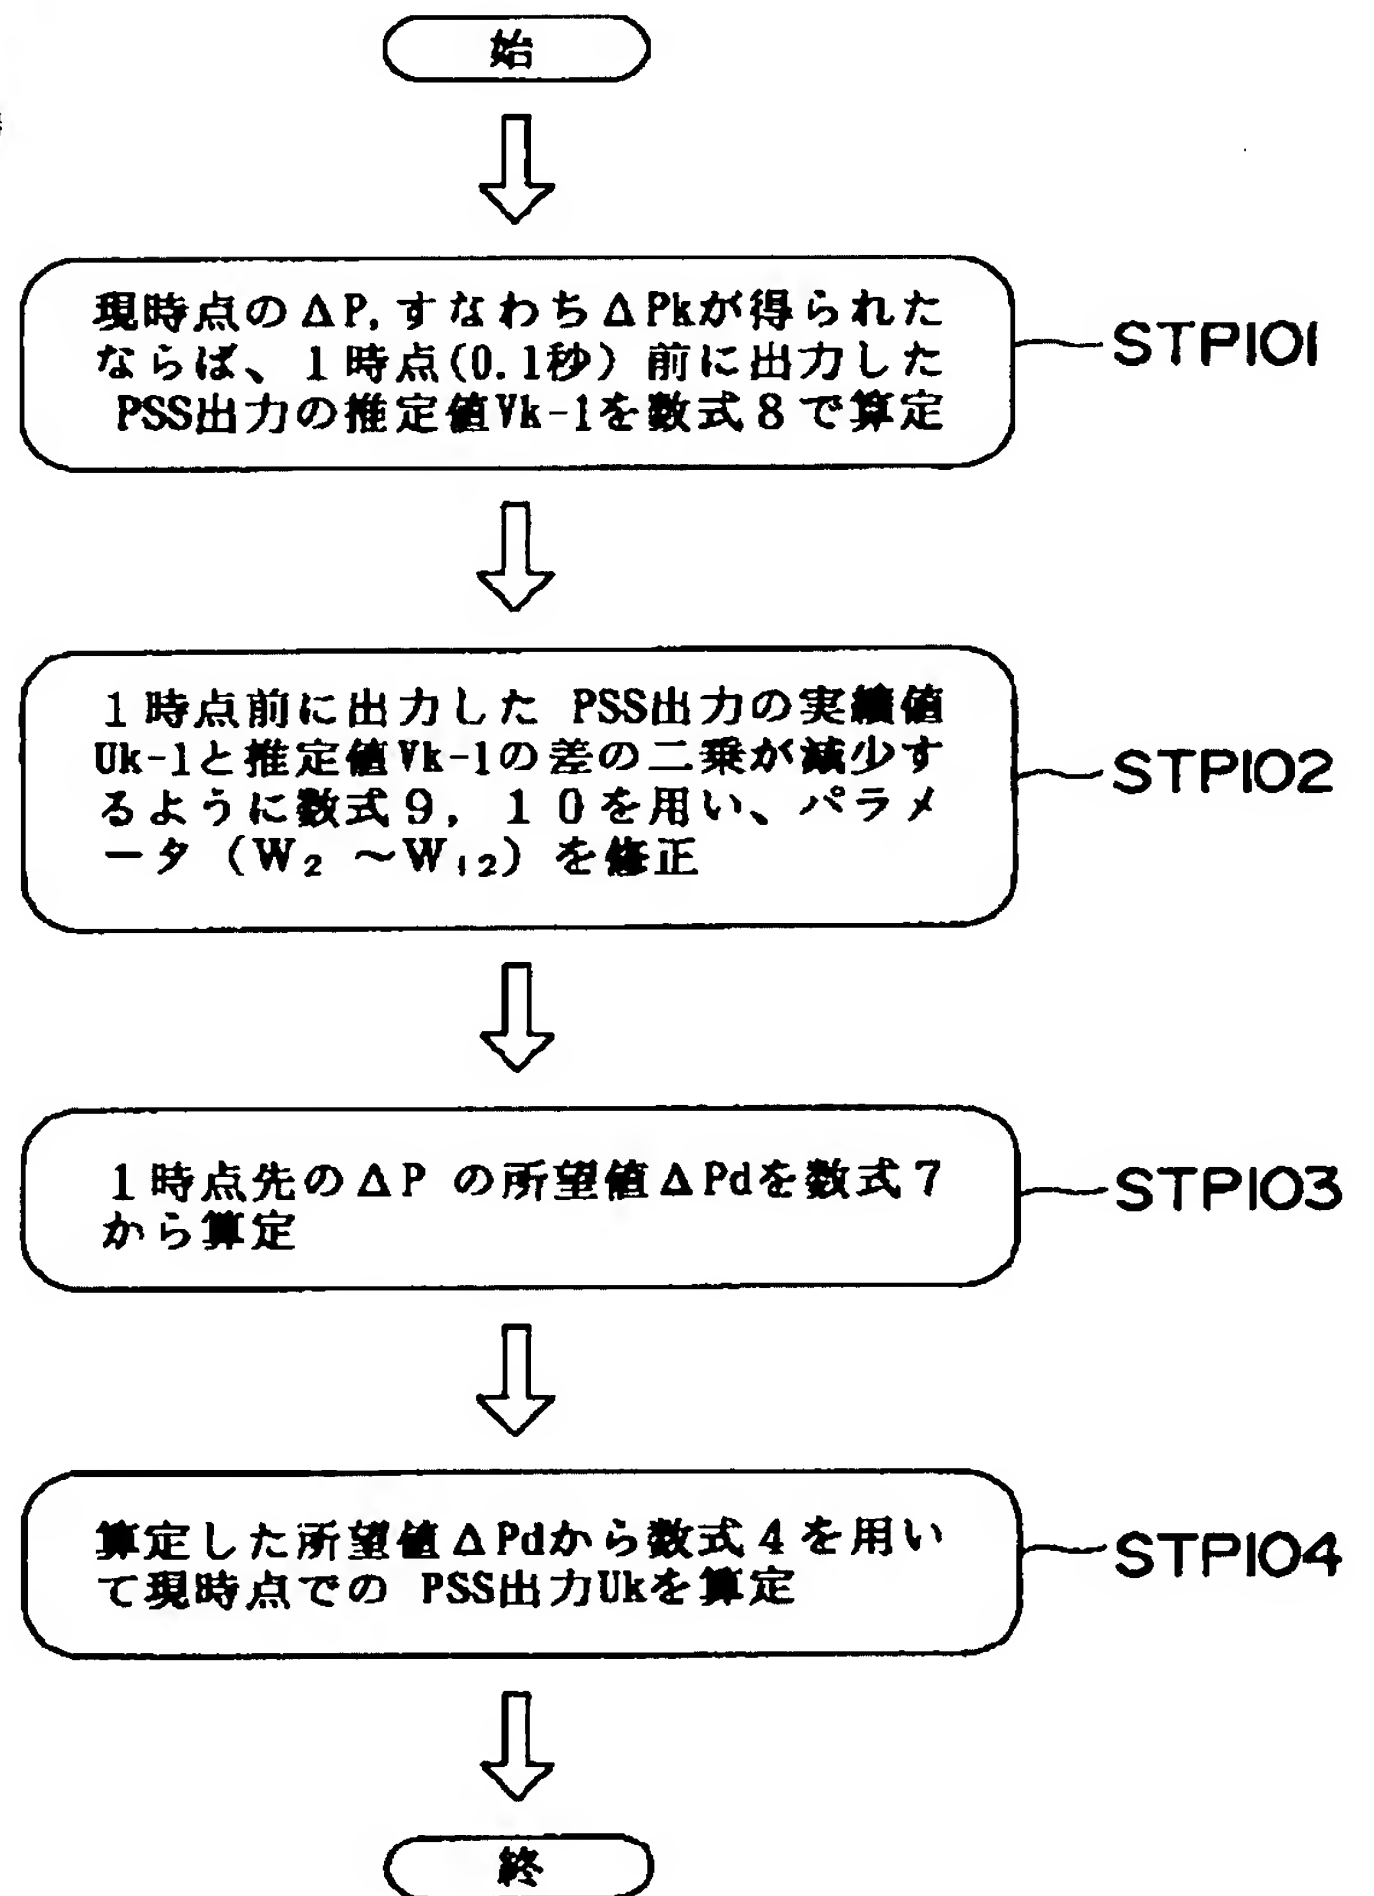 始
現時点のΔP,すなわちΔPkが得られた
ならば、1時点(0.1秒)前に出力した
PSS出力の推定値Vk-1を数式8で算定
STP101
1時点前に出力した PSS出力の実績値
Uk-1と推定値Vk-1の差の二乗が減少す
るように数式9,10を用い、パラメ
ータ(W₂ ~W₁₂)を修正
STP102
1時点先のΔP の所望値ΔPdを数式7
から算定
STP103
算定した所望値ΔPdから数式4を用い
て現時点での PSS出力Ukを算定
STP104
終